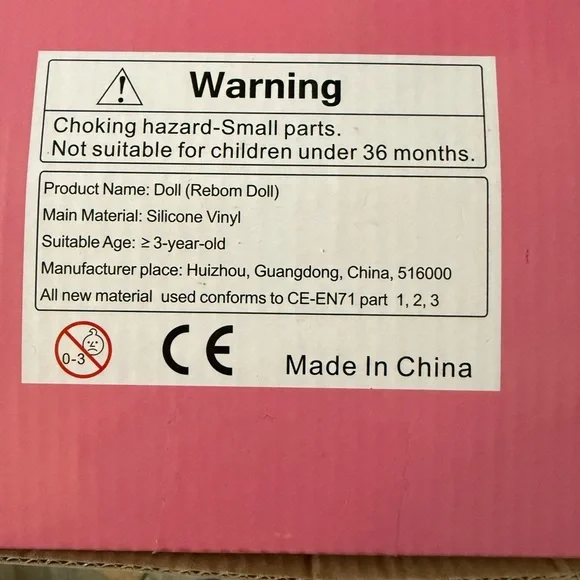 Warning
Choking hazard-Small parts.
Not suitable for children under 36 months.
Product Name: Doll (Rebom Doll)
Main Material: Silicone Vinyl
Suitable Age: ≥ 3-year-old
Manufacturer place: Huizhou, Guangdong, China, 516000
All new material used conforms to CE-EN71 part 1, 2, 3
0-3
CE
Made In China